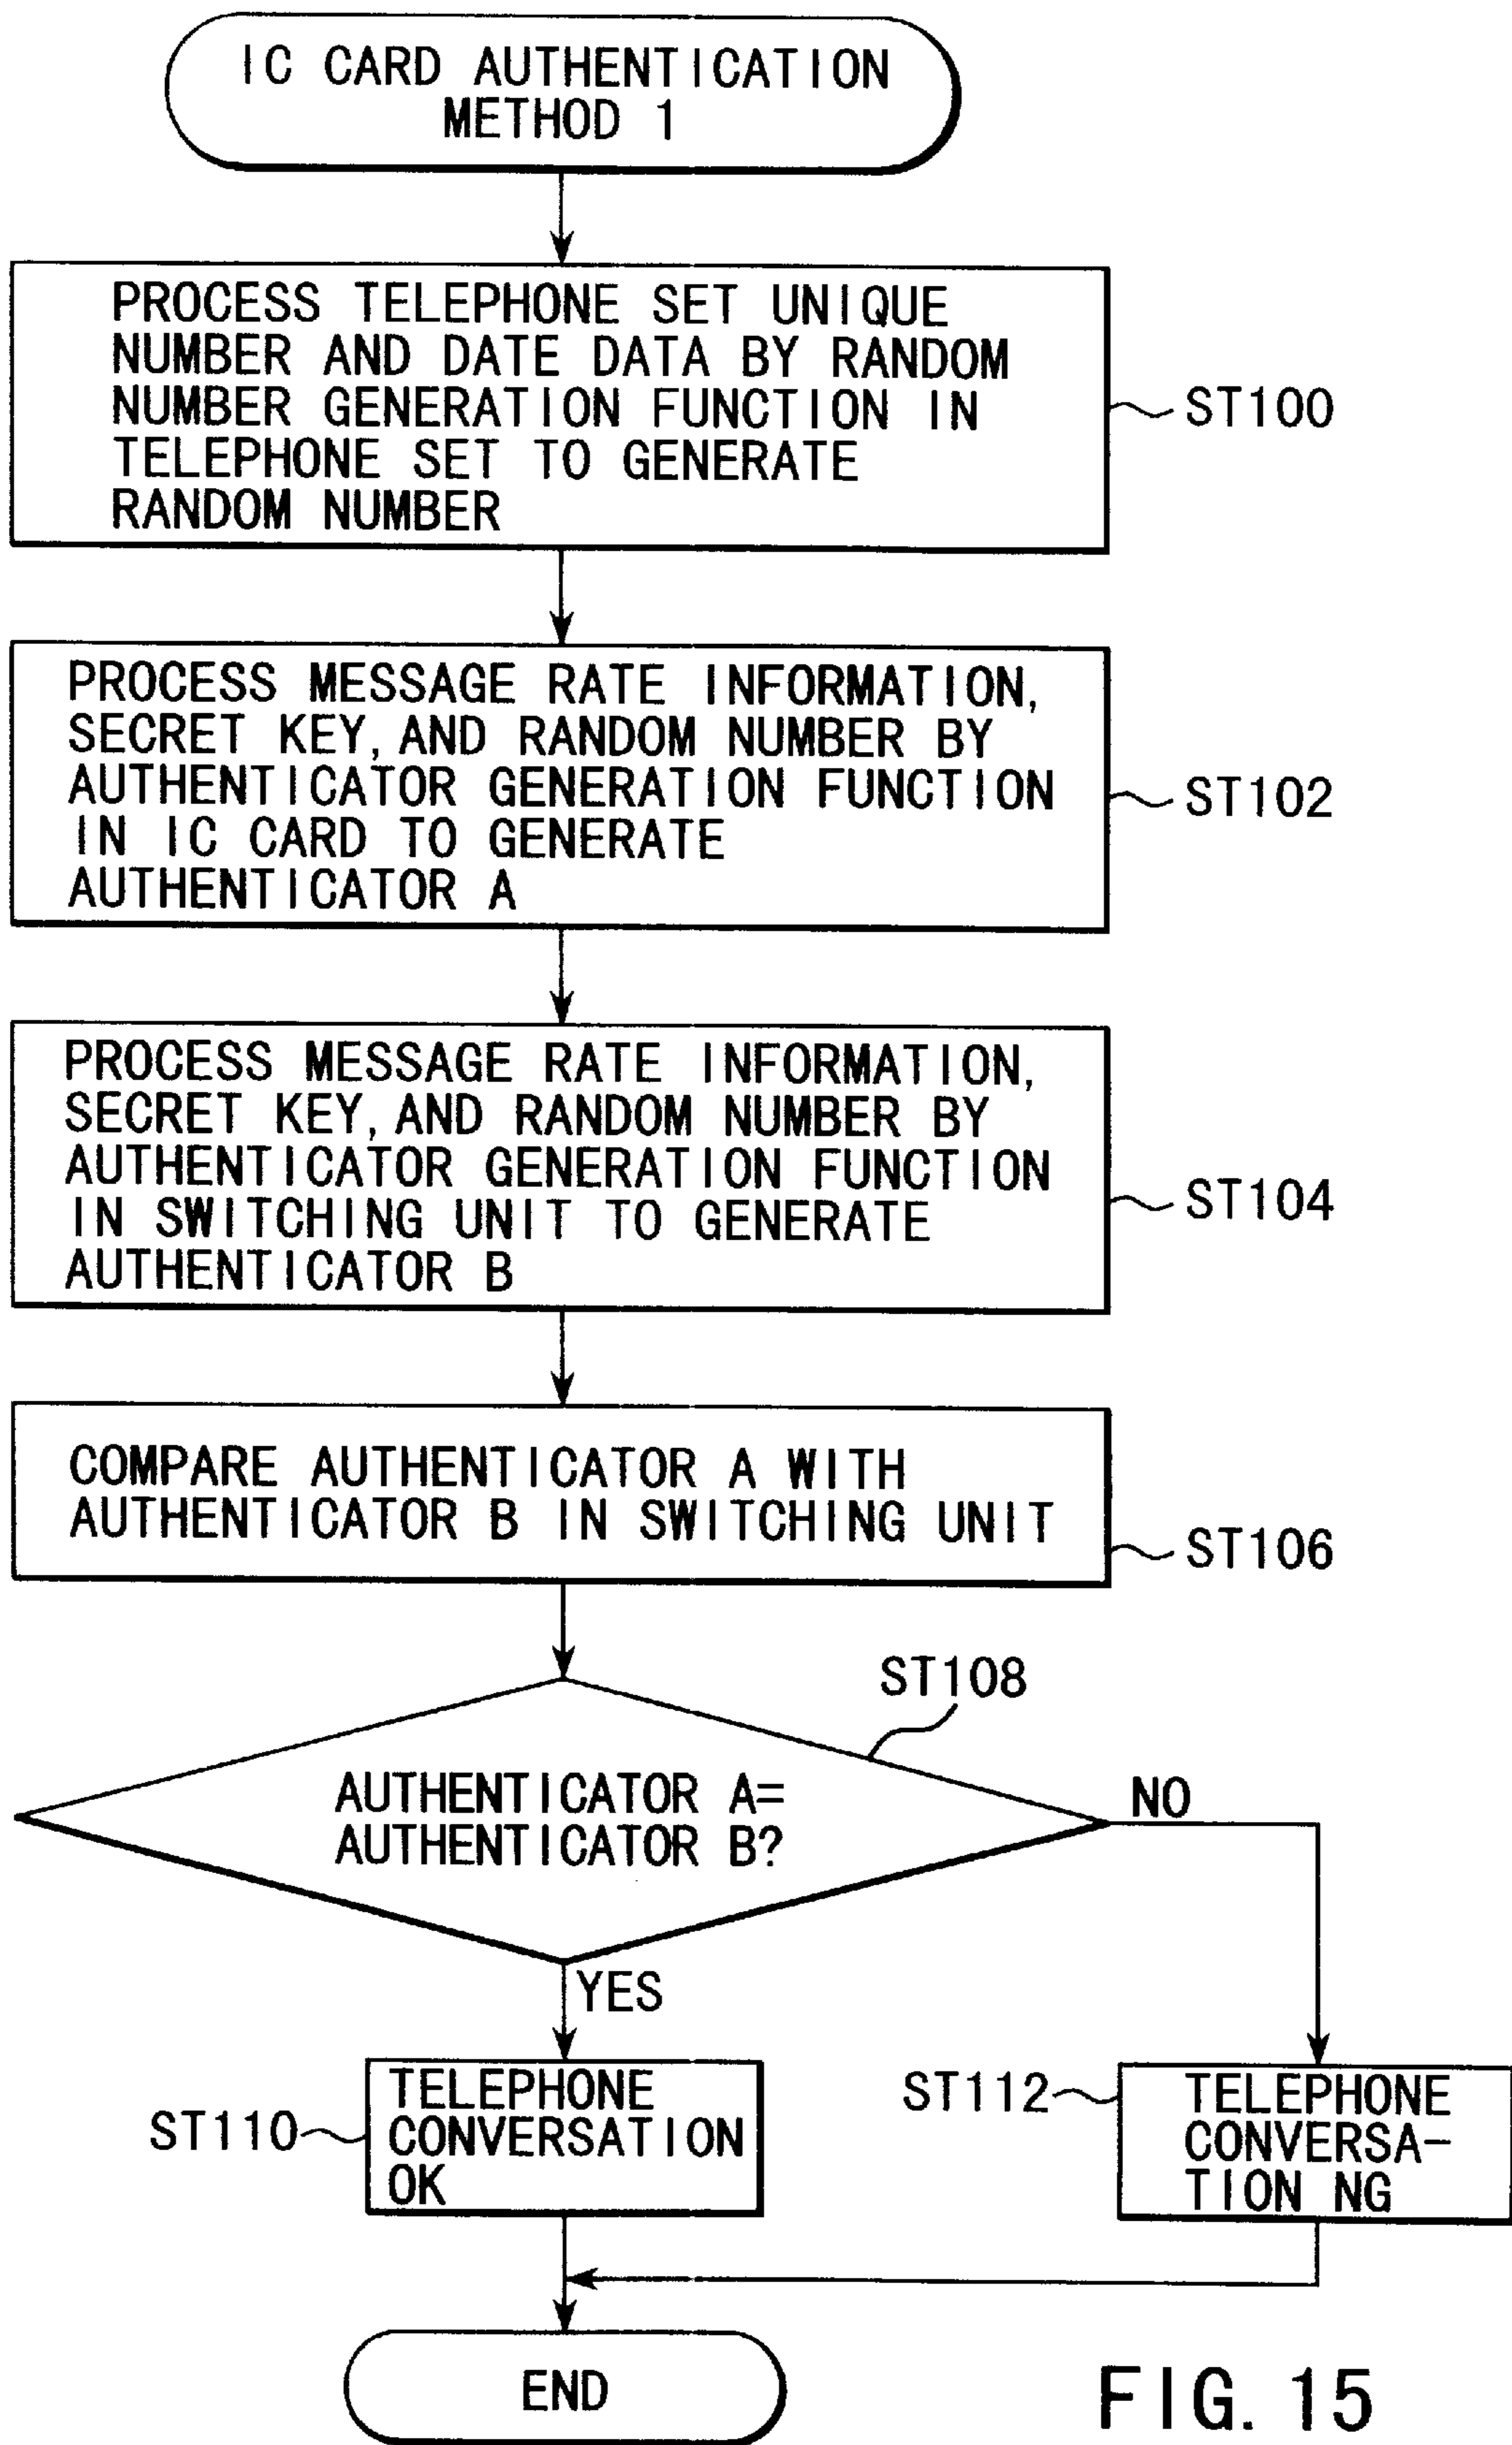 IC CARD AUTHENTICATION
METHOD 1
PROCESS TELEPHONE SET UNIQUE
NUMBER AND DATE DATA BY RANDOM
NUMBER GENERATION FUNCTION IN
TELEPHONE SET TO GENERATE
RANDOM NUMBER
ST100
PROCESS MESSAGE RATE INFORMATION,
SECRET KEY, AND RANDOM NUMBER BY
AUTHENTICATOR GENERATION FUNCTION
IN IC CARD TO GENERATE
AUTHENTICATOR A
ST102
PROCESS MESSAGE RATE INFORMATION,
SECRET KEY, AND RANDOM NUMBER BY
AUTHENTICATOR GENERATION FUNCTION
IN SWITCHING UNIT TO GENERATE
AUTHENTICATOR B
ST104
COMPARE AUTHENTICATOR A WITH
AUTHENTICATOR B IN SWITCHING UNIT
ST106
ST108
AUTHENTICATOR A=
AUTHENTICATOR B?
NO
YES
ST110
TELEPHONE
CONVERSATION
OK
ST112
TELEPHONE
CONVERSA-
TION NG
END
FIG. 15